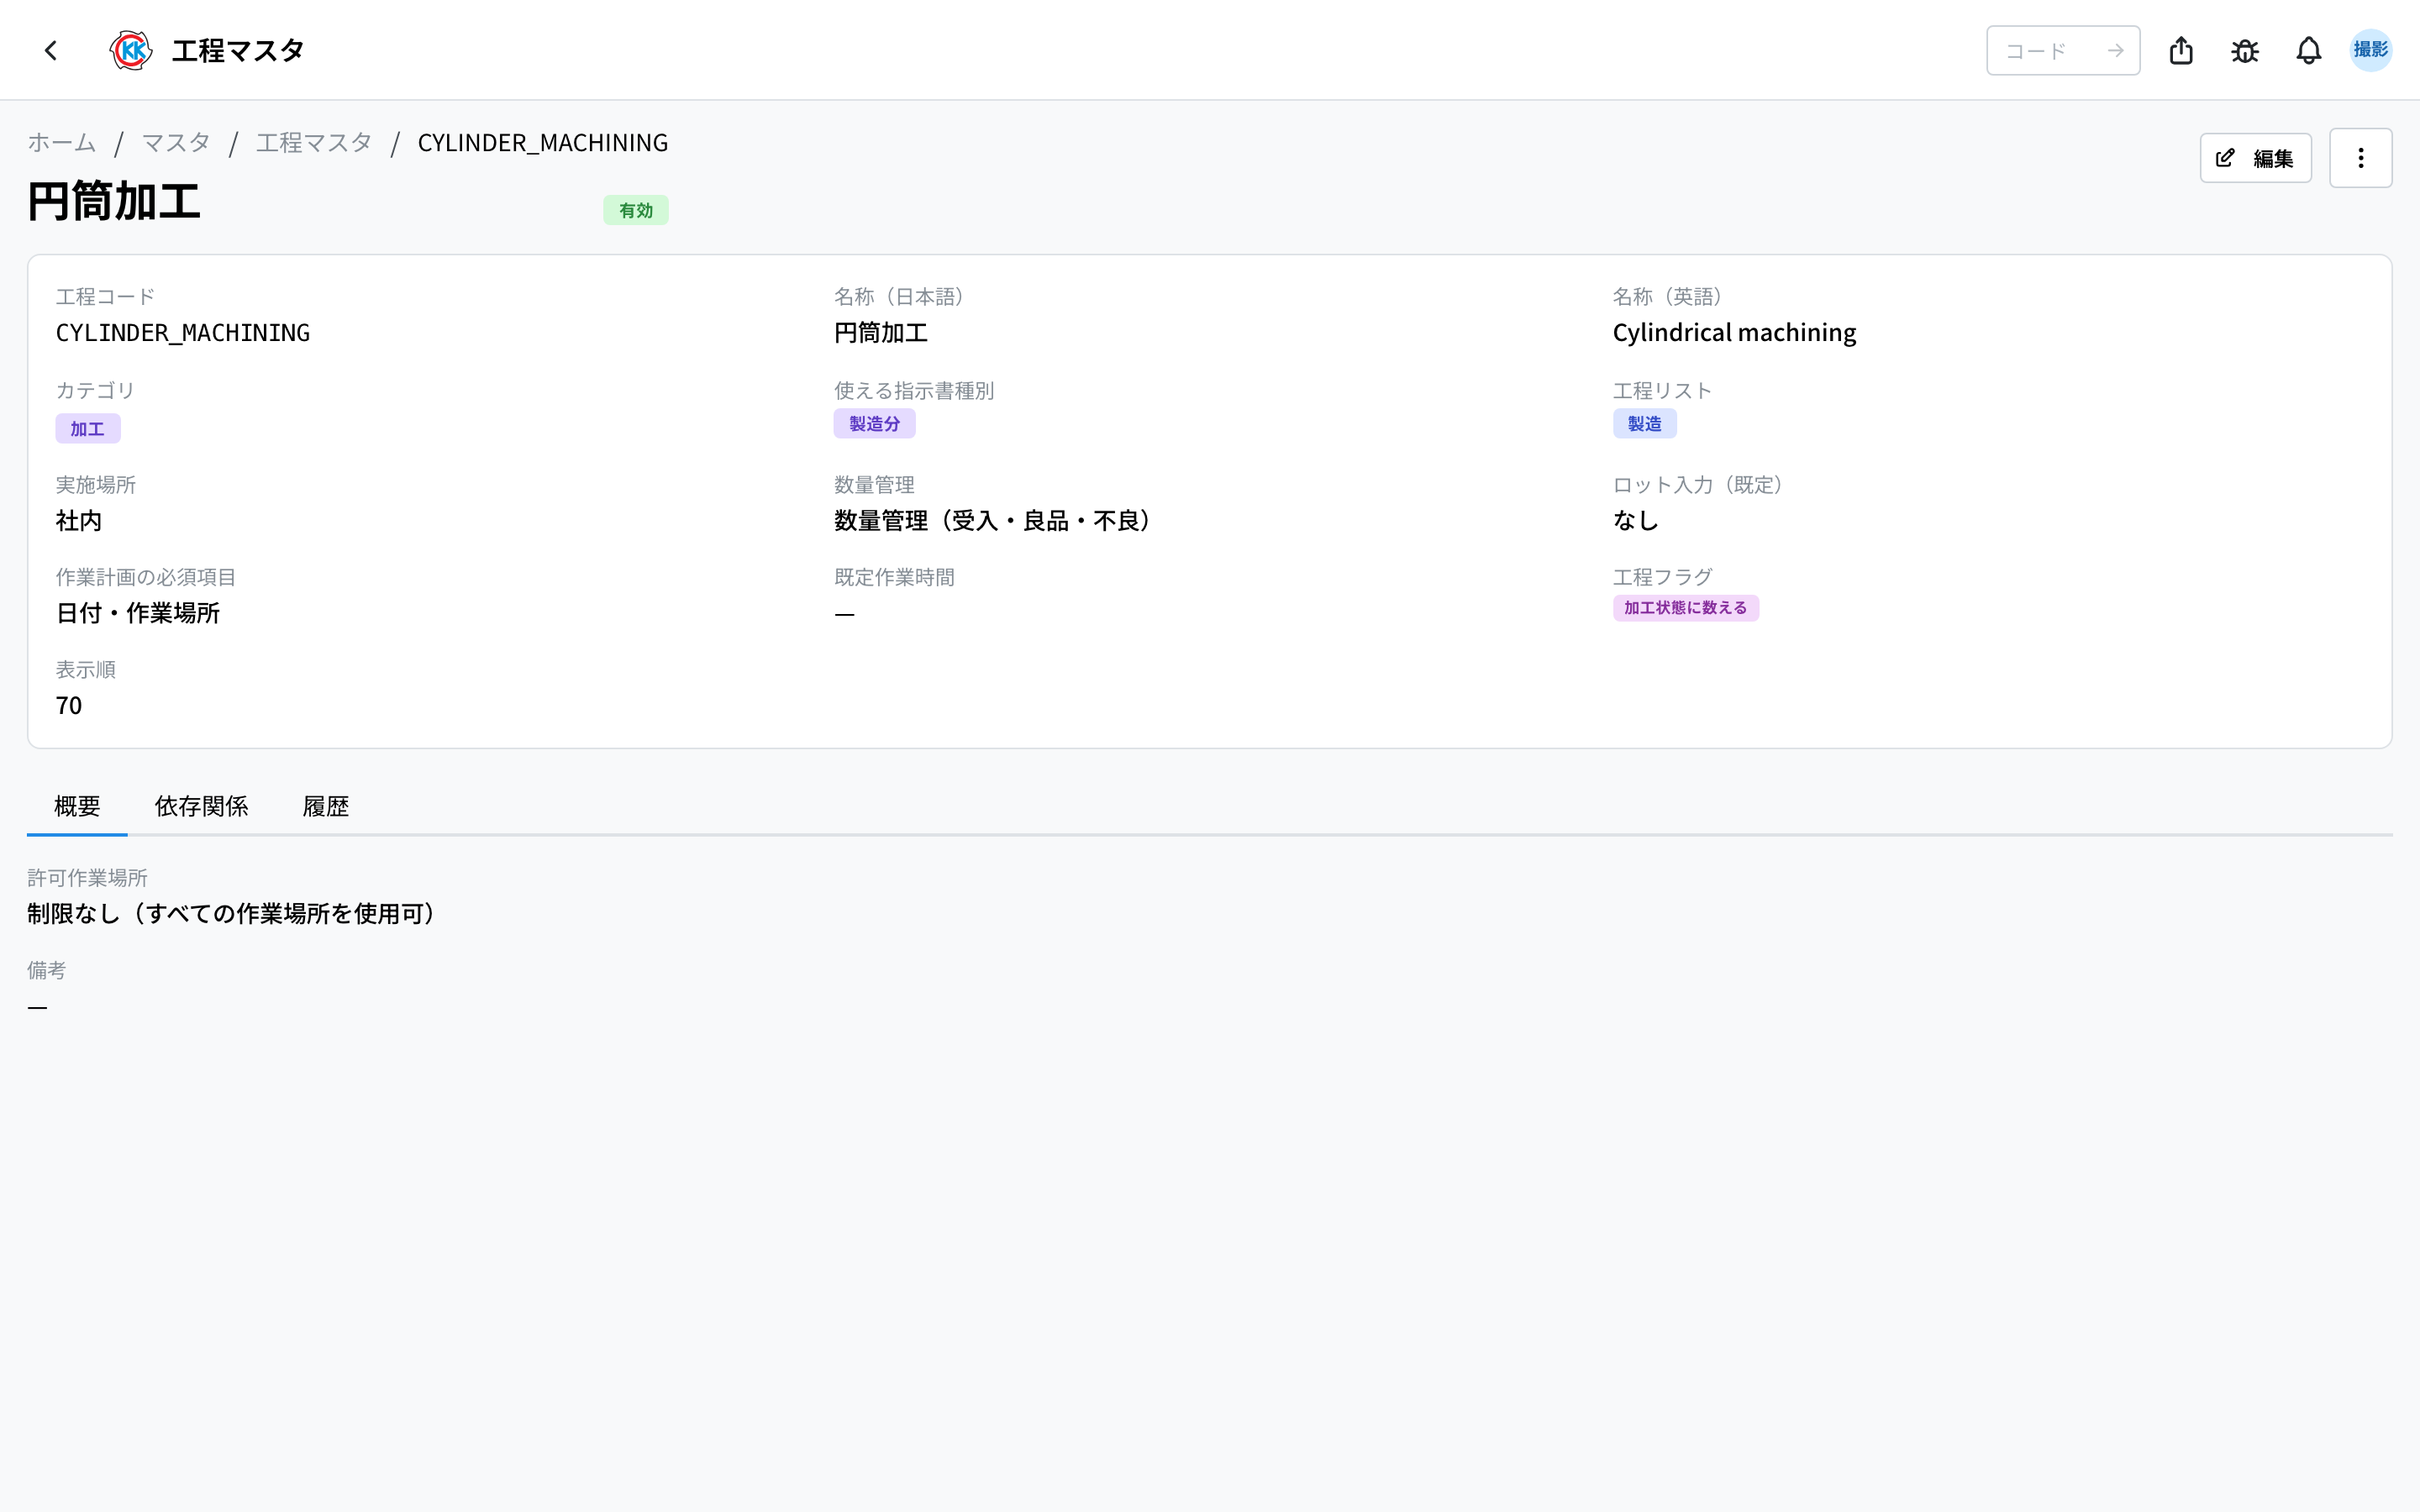 KK 工程マスタ
コード
撮影
ホーム / マスタ / 工程マスタ / CYLINDER_MACHINING
編集
円筒加工 有効
工程コード 名称（日本語） 名称（英語）
CYLINDER_MACHINING 円筒加工 Cylindrical machining
カテゴリ 使える指示書種別 工程リスト
加工 製造分 製造
実施場所 数量管理 ロット入力（既定）
社内 数量管理（受入・良品・不良） なし
作業計画の必須項目 既定作業時間 工程フラグ
日付・作業場所 — 加工状態に数える
表示順
70
概要 依存関係 履歴
許可作業場所
制限なし（すべての作業場所を使用可）
備考
—